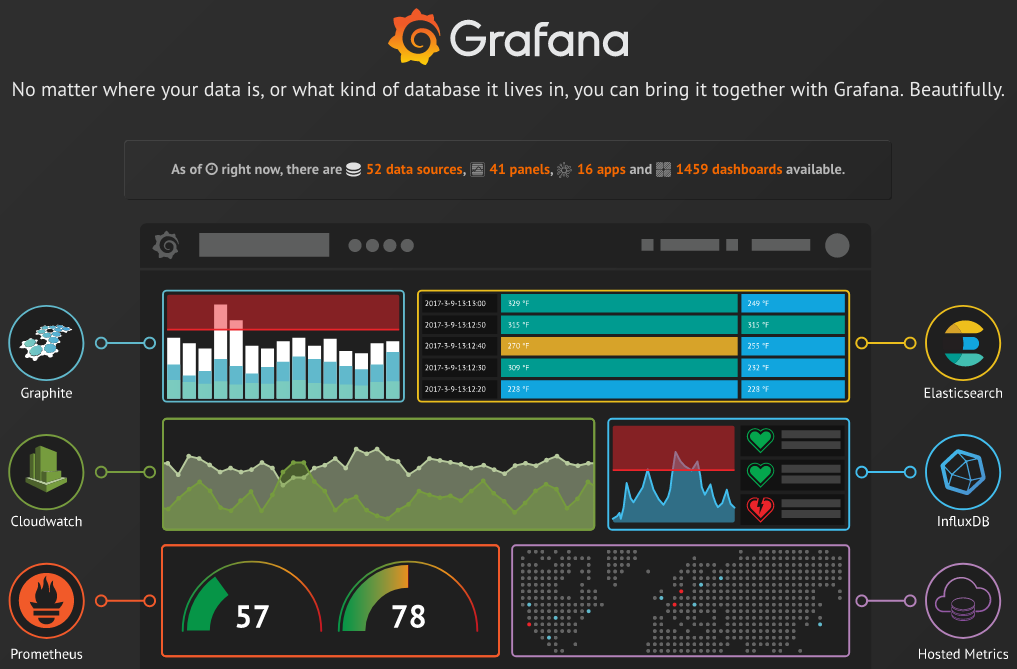 Grafana
No matter where your data is, or what kind of database it lives in, you can bring it together with Grafana. Beautifully.
As of right now, there are 52 data sources, 41 panels, 16 apps and 1459 dashboards available.
Graphite
2017-3-9-13:13:00 329 °F 249 °F
2017-3-9-13:12:50 315 °F 315 °F
2017-3-9-13:12:40 270 °F 255 °F
2017-3-9-13:12:30 309 °F 232 °F
2017-3-9-13:12:20 228 °F 228 °F
Elasticsearch
Cloudwatch
InfluxDB
Prometheus
57
78
Hosted Metrics